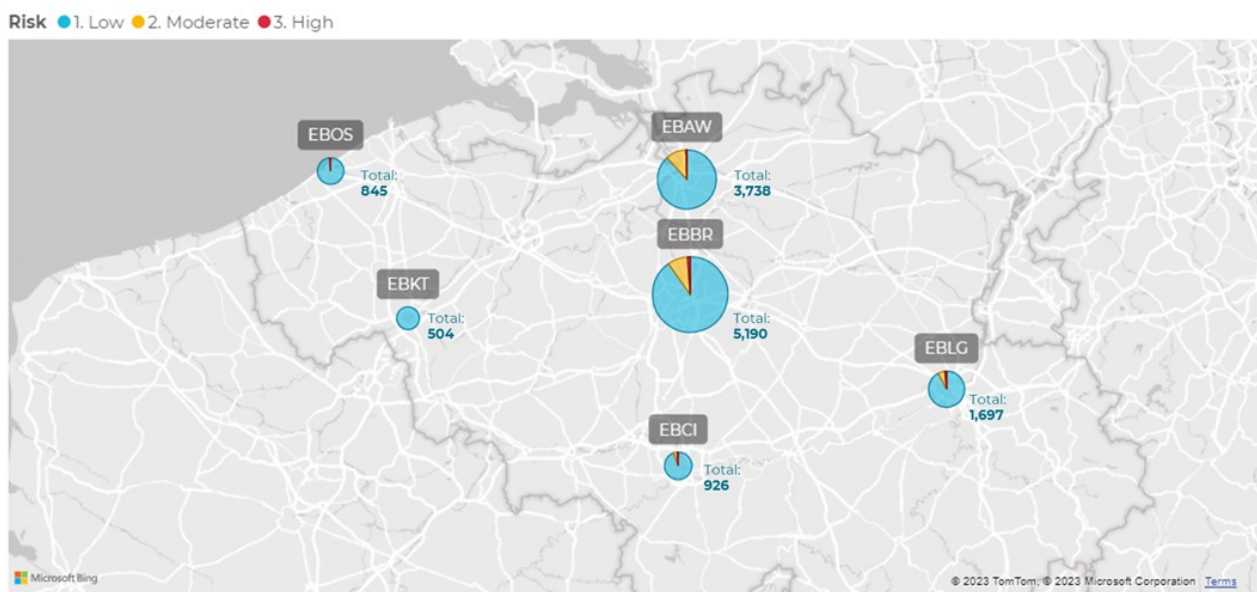 Risk 1. Low 2. Moderate 3. High
EBOS
Total:
845
EBAW
Total:
3,738
EBBR
Total:
5,190
EBKT
Total:
504
EBLG
Total:
1,697
EBCI
Total:
926
Microsoft Bing
© 2023 TomTom, © 2023 Microsoft Corporation Terms